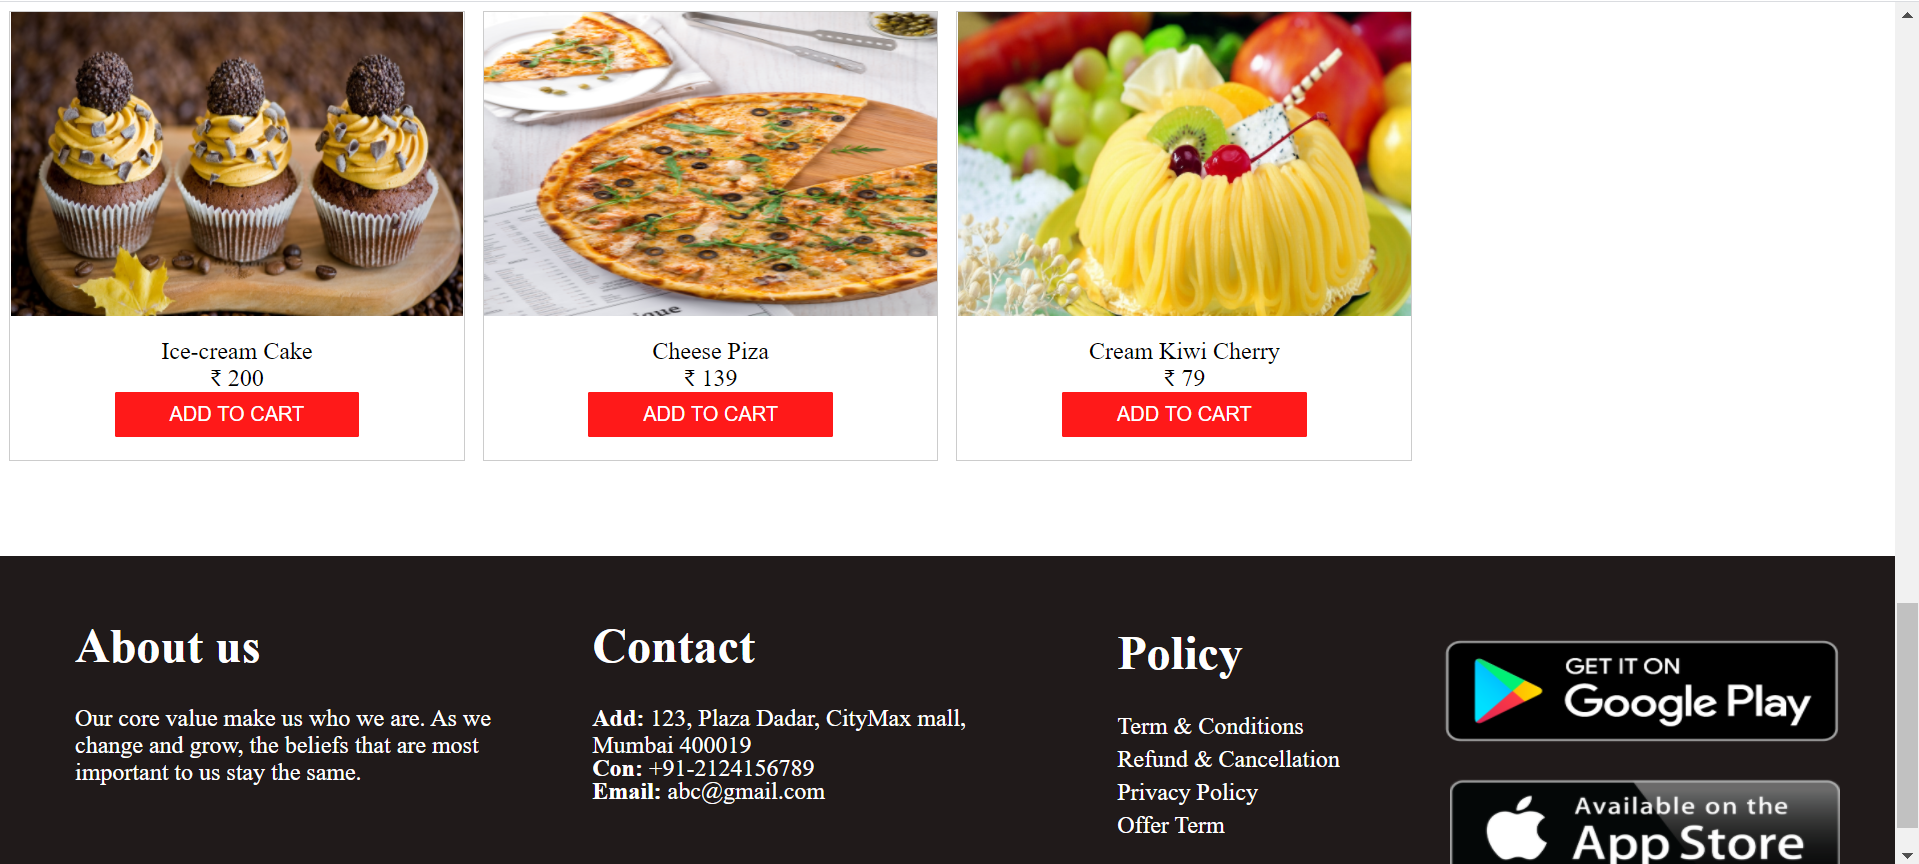 Ice-cream Cake
₹ 200
ADD TO CART
Cheese Piza
₹ 139
ADD TO CART
Cream Kiwi Cherry
₹ 79
ADD TO CART
About us
Our core value make us who we are. As we
change and grow, the beliefs that are most
important to us stay the same.
Contact
Add: 123, Plaza Dadar, CityMax mall,
Mumbai 400019
Con: +91-2124156789
Email: abc@gmail.com
Policy
Term & Conditions
Refund & Cancellation
Privacy Policy
Offer Term
GET IT ON
Google Play
Available on the
App Store